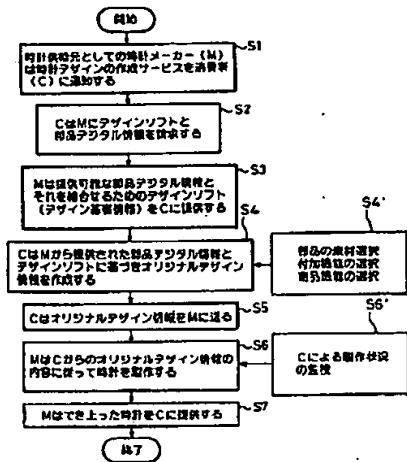 開始
S1
時計供給元としての時計メーカー（M）
は時計デザインの作成サービスを消費者
（C）に通知する
S2
CはMにデザインソフトと
部品デジタル情報を請求する
S3
Mは提供可能な部品デジタル情報と
それを組合せるためのデザインソフト
（デザイン基礎情報）をCに提供する
S4
CはMから提供された部品デジタル情報と
デザインソフトに基づきオリジナルデザイン
情報を作成する
S4'
部品の素材選択
付加機能の選択
の選択
S5
CはオリジナルデザインI情報をMに送る
S6
MはCからのオリジナルデザイン情報の
内容に従って時計を製作する
S6'
Cによる製作状況
の監視
S7
Mはでき上った時計をCに提供する
終了